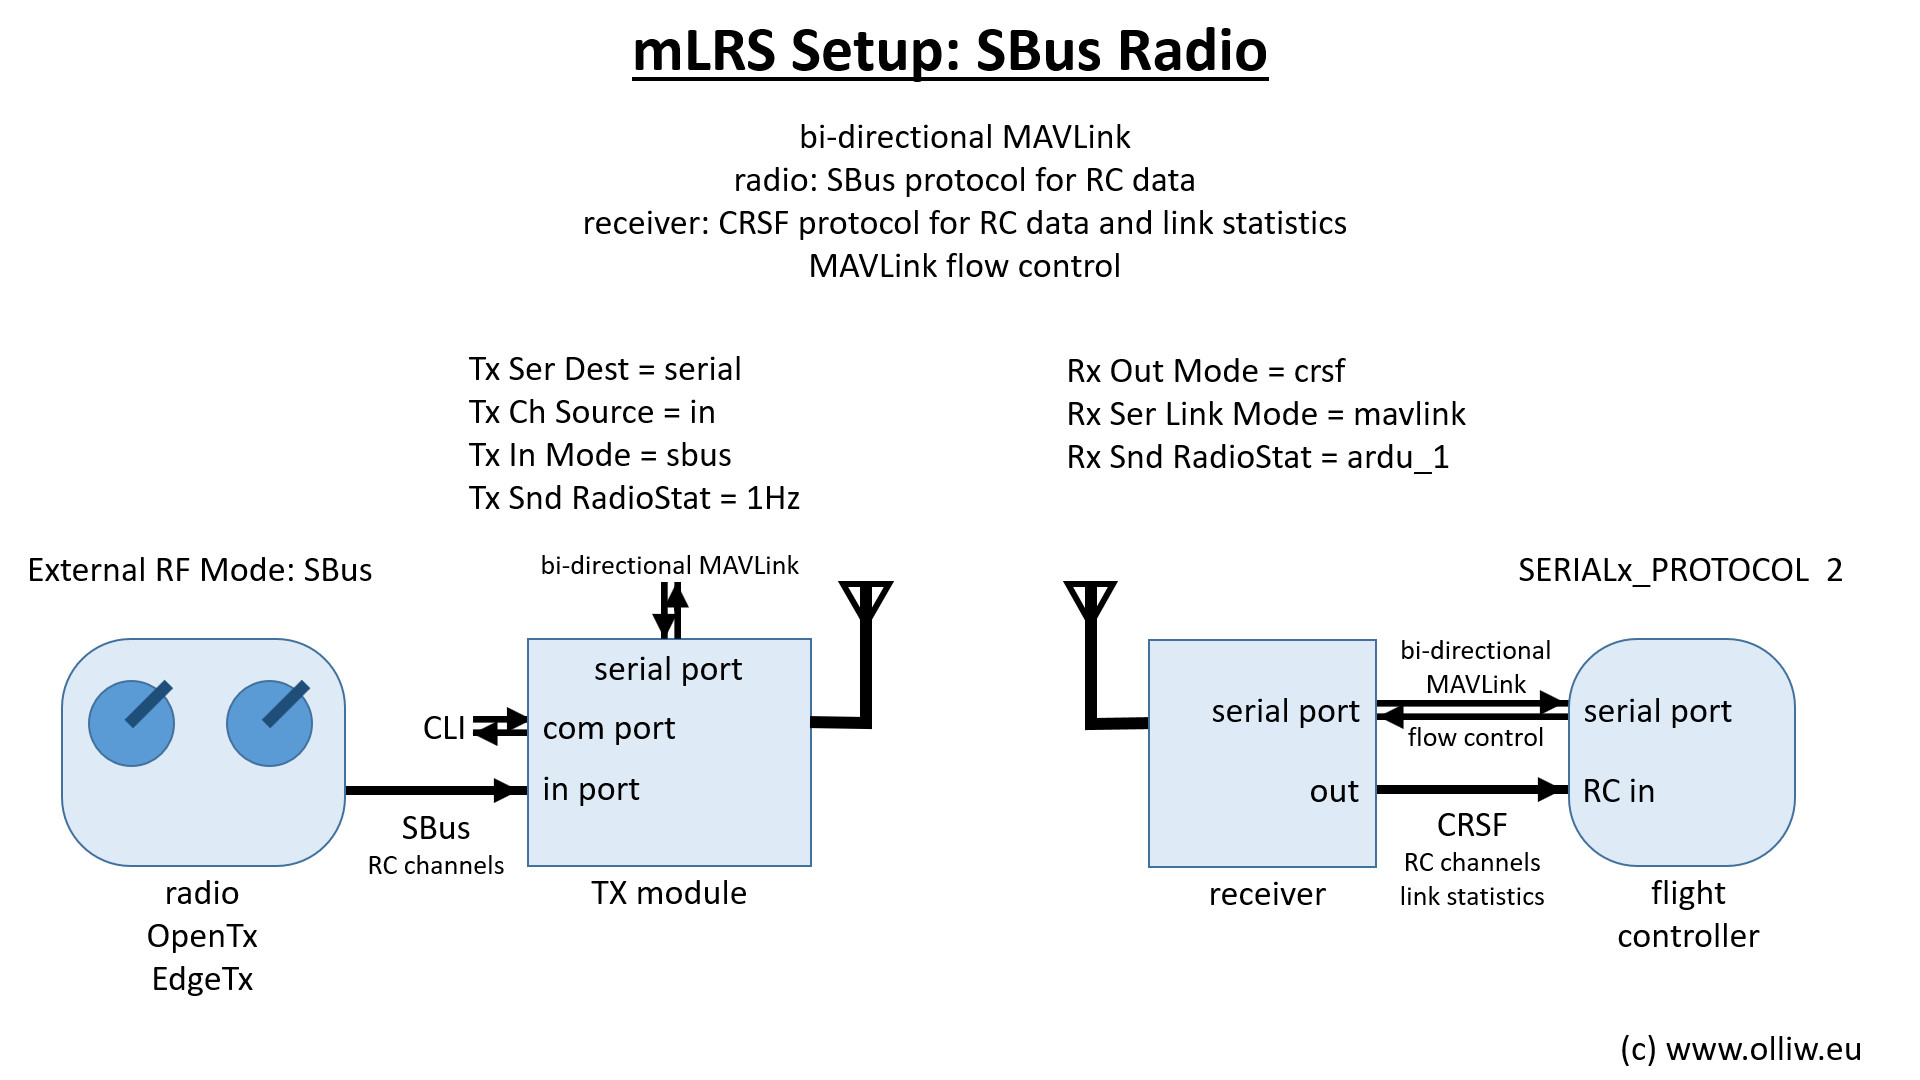 mLRS Setup: SBus Radio
bi-directional MAVLink
radio: SBus protocol for RC data
receiver: CRSF protocol for RC data and link statistics
MAVLink flow control
Tx Ser Dest = serial
Tx Ch Source = in
Tx In Mode = sbus
Tx Snd RadioStat = 1Hz
Rx Out Mode = crsf
Rx Ser Link Mode = mavlink
Rx Snd RadioStat = ardu_1
External RF Mode: SBus
bi-directional MAVLink
SERIALx_PROTOCOL  2
serial port
CLI
com port
in port
SBus
RC channels
radio
OpenTx
EdgeTx
TX module
serial port
out
receiver
bi-directional
MAVLink
flow control
CRSF
RC channels
link statistics
serial port
RC in
flight
controller
(c) www.olliw.eu